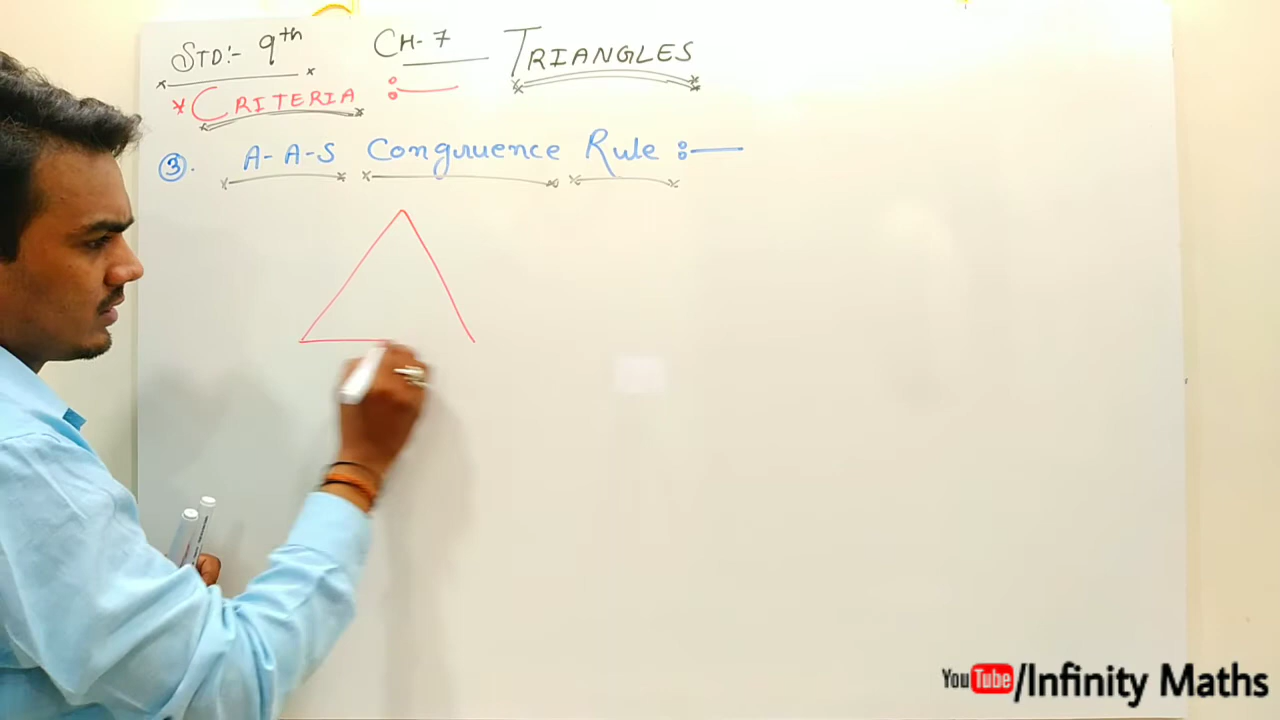 STD:- 9th CH-7 TRIANGLES
* CRITERIA :—
3. A-A-S Congruence Rule :—
YouTube/Infinity Maths